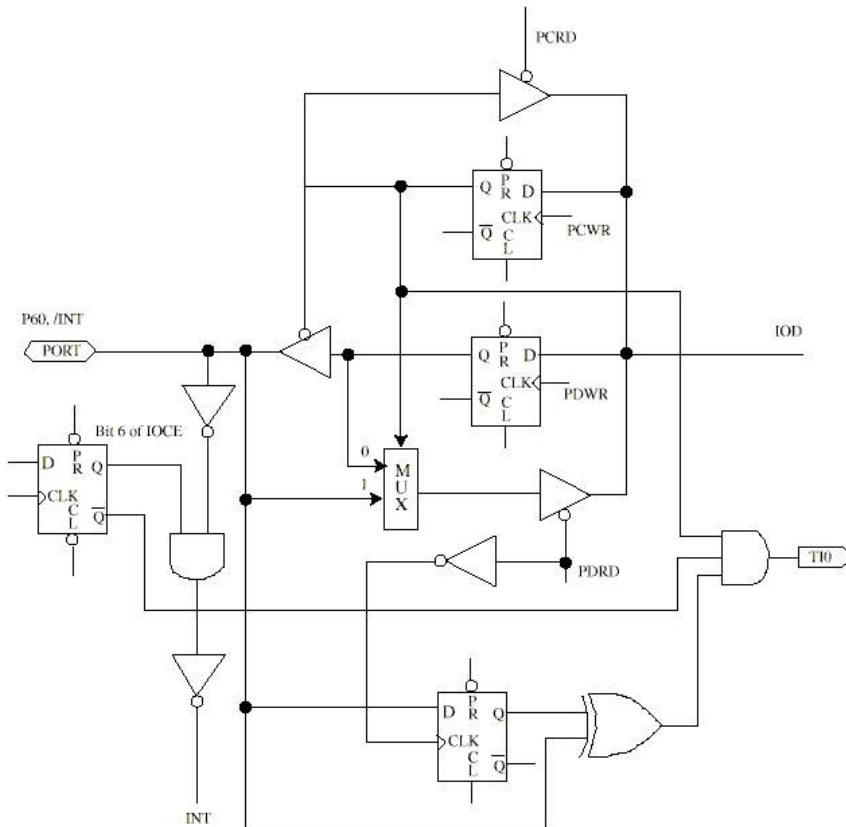 PCRD
Q
P
R
D
CLK
Q
C
L
PCWR
P60, /INT
PORT
IOD
Q
P
R
D
CLK
Q
C
L
PDWR
Bit 6 of IOCE
D
P
R
Q
CLK
C
L
Q
0
1
M
U
X
PDRD
TI0
D
P
R
Q
CLK
C
L
Q
INT